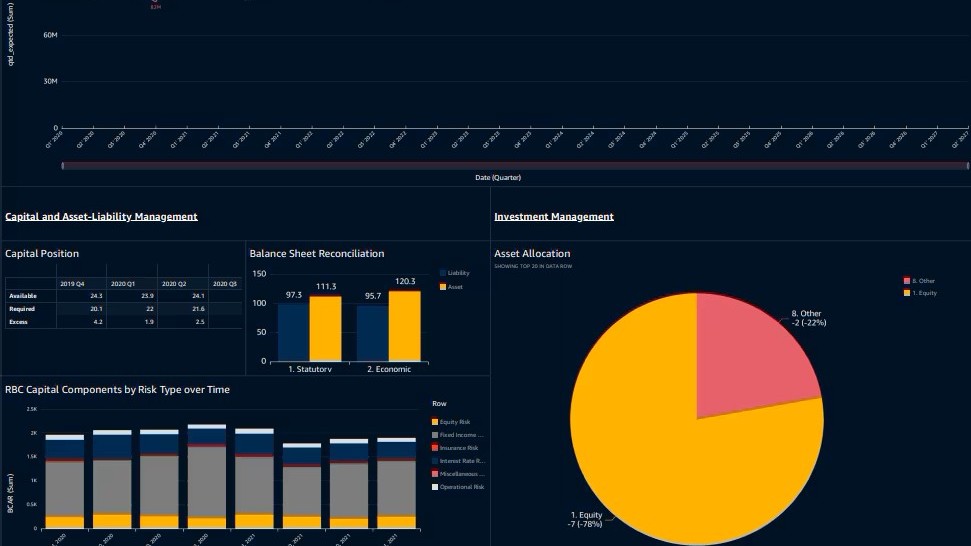 qtd_expected (Sum)
82M
60M
30M
0
Q1 2020 Q2 2020 Q3 2020 Q4 2020 Q1 2021 Q2 2021 Q3 2021 Q4 2021 Q1 2022 Q2 2022 Q3 2022 Q4 2022 Q1 2023 Q2 2023 Q3 2023 Q4 2023 Q1 2024 Q2 2024 Q3 2024 Q4 2024 Q1 2025 Q2 2025 Q3 2025 Q4 2025 Q1 2026 Q2 2026 Q3 2026 Q4 2026 Q1 2027 Q2 2027
Date (Quarter)
Capital and Asset-Liability Management
Capital Position
2019 Q4 2020 Q1 2020 Q2 2020 Q3
Available 24.3 23.9 24.1
Required 20.1 22 21.6
Excess 4.2 1.9 2.5
Balance Sheet Reconciliation
150
100
50
0
97.3 111.3 95.7 120.3
1. Statutory 2. Economic
Liability
Asset
RBC Capital Components by Risk Type over Time
BCAR (Sum)
2.5K
2K
1.5K
1K
0.5K
0
Row
Equity Risk
Fixed Income ...
Insurance Risk
Interest Rate R...
Miscellaneous ...
Operational Risk
Investment Management
Asset Allocation
SHOWING TOP 20 IN DATA ROW
8. Other
1. Equity
8. Other
-2 (-22%)
1. Equity
-7 (-78%)